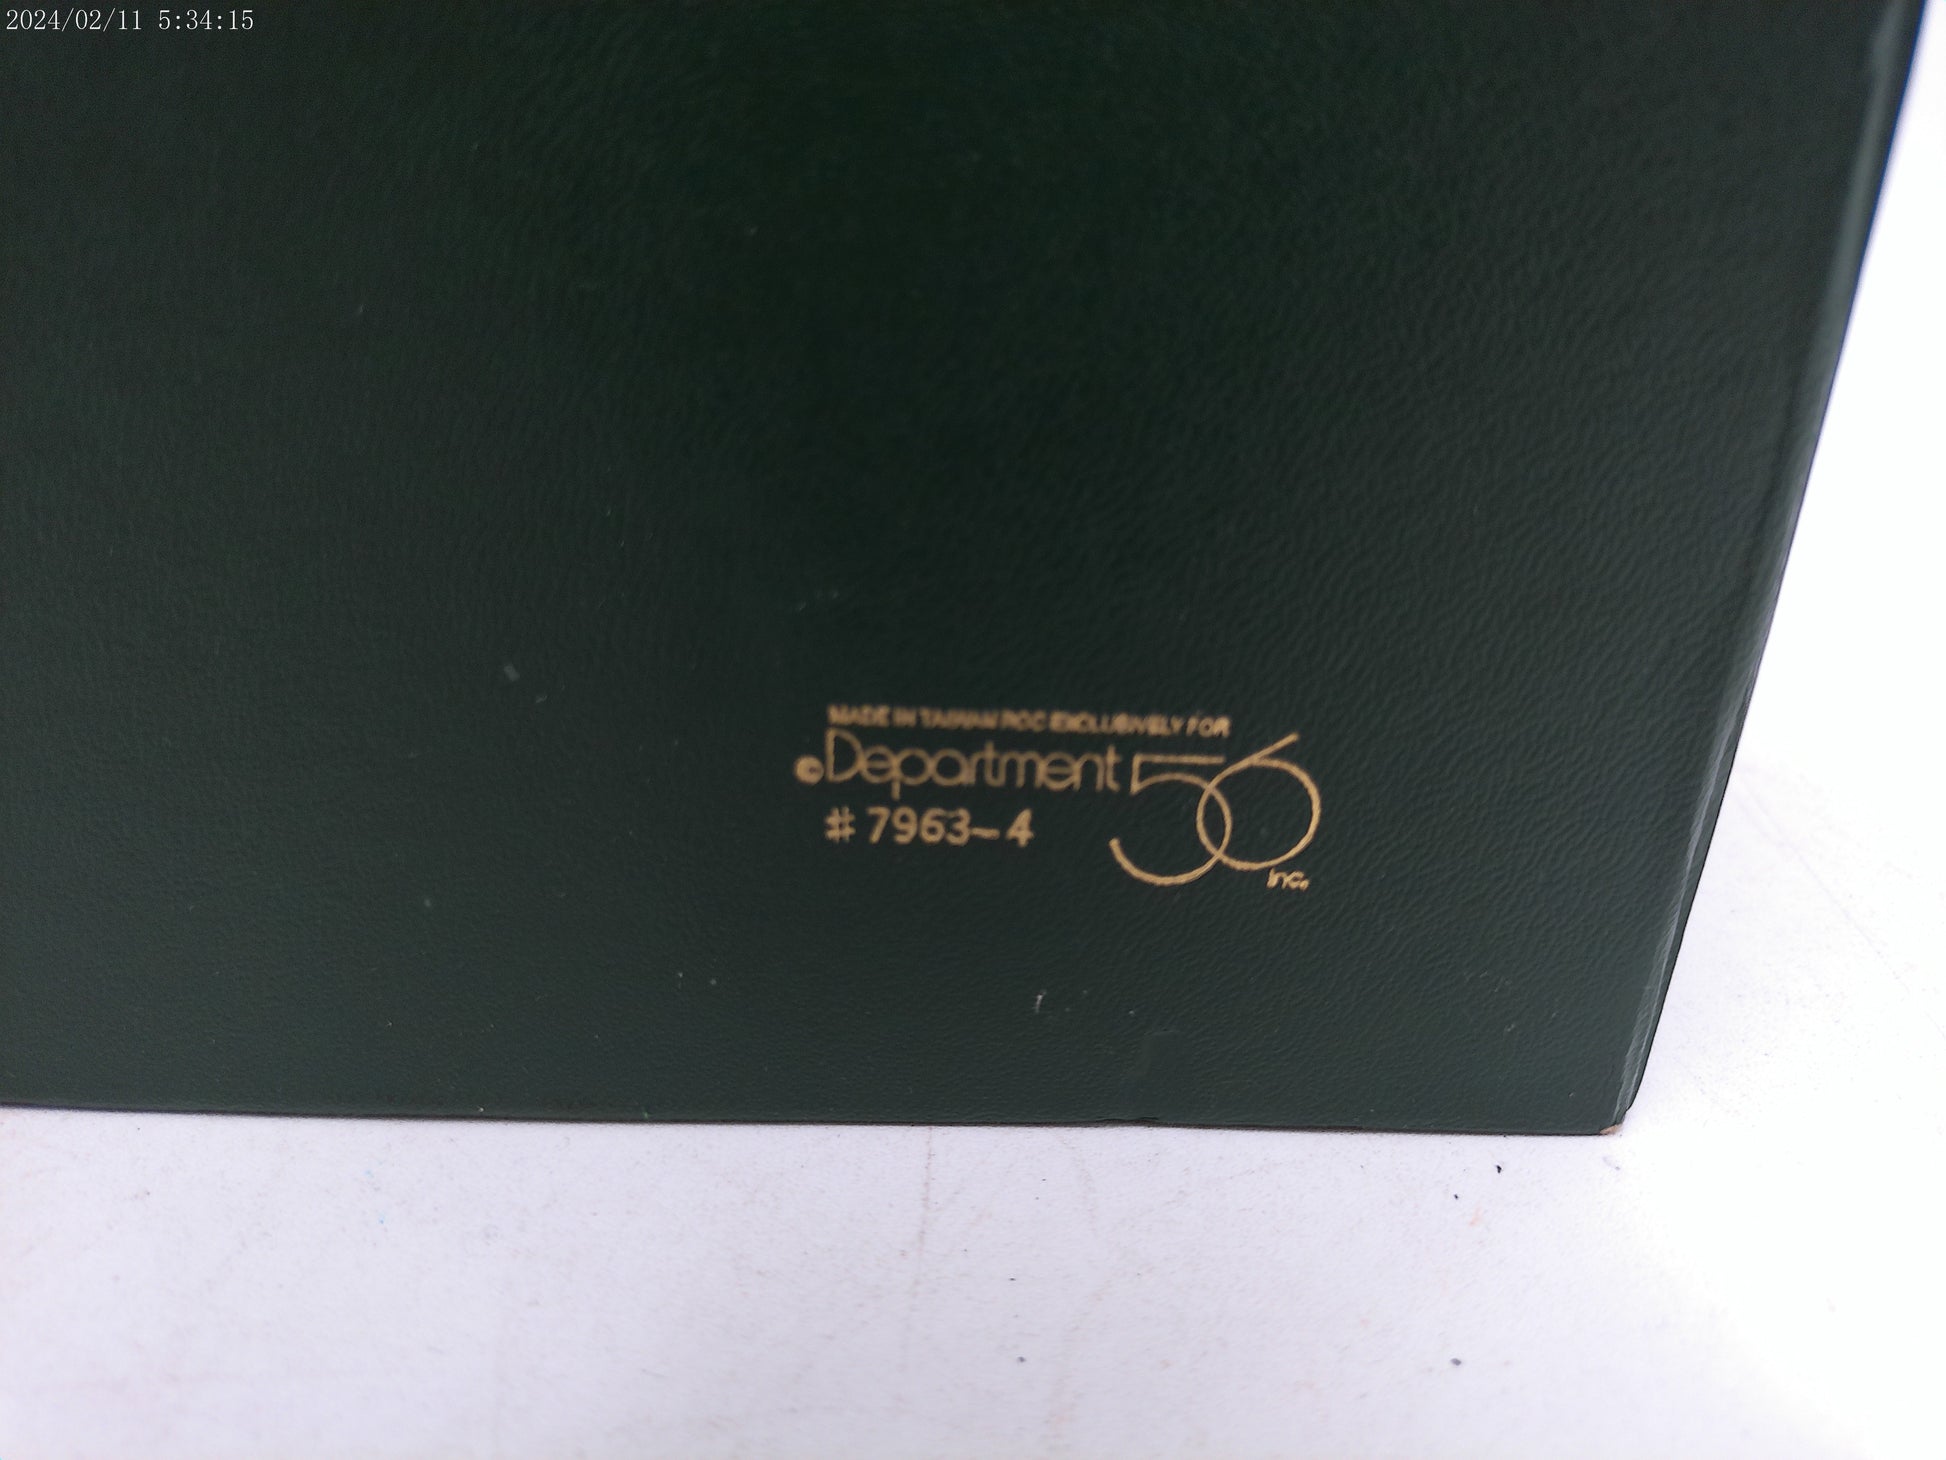 2024/02/11 5:34:15
MADE IN TAIWAN ROC EXCLUSIVELY FOR
©Department 56
# 7963-4
Inc.